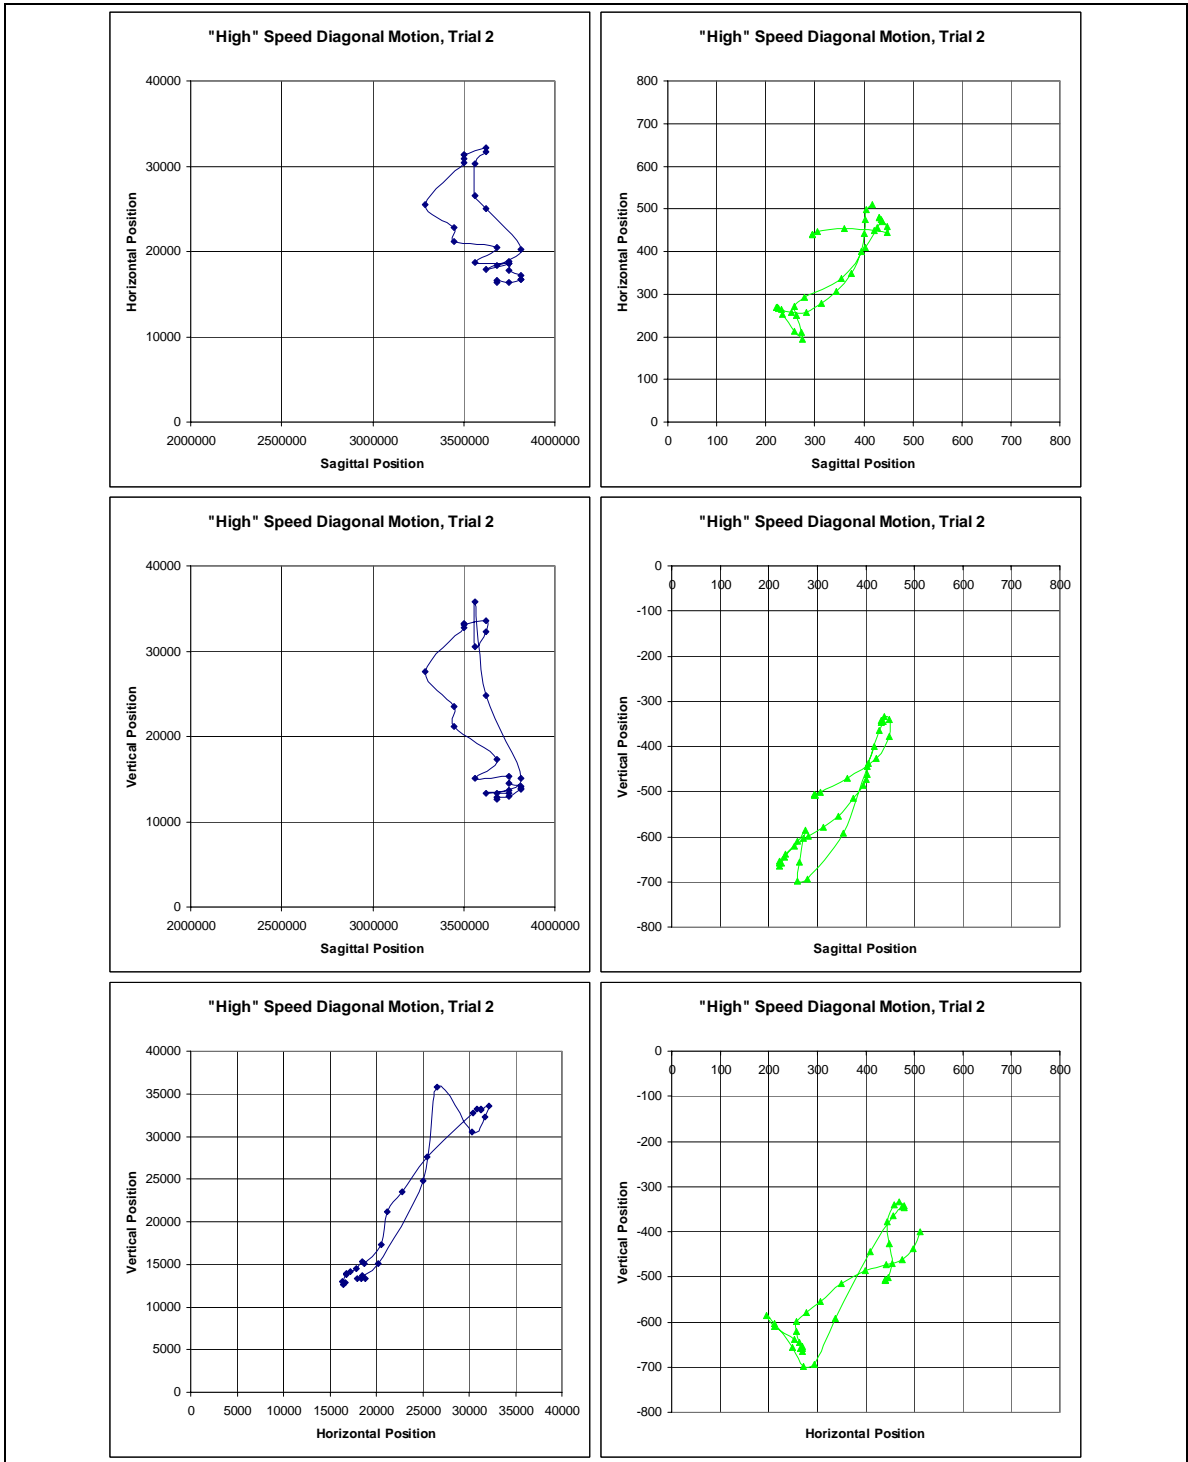 "High" Speed Diagonal Motion, Trial 2
40000
30000
20000
10000
0
2000000 2500000 3000000 3500000 4000000
Horizontal Position
Sagittal Position
"High" Speed Diagonal Motion, Trial 2
800
700
600
500
400
300
200
100
0
0 100 200 300 400 500 600 700 800
Horizontal Position
Sagittal Position
"High" Speed Diagonal Motion, Trial 2
40000
30000
20000
10000
0
2000000 2500000 3000000 3500000 4000000
Vertical Position
Sagittal Position
"High" Speed Diagonal Motion, Trial 2
0
0 100 200 300 400 500 600 700 800
-100
-200
-300
-400
-500
-600
-700
-800
Vertical Position
Sagittal Position
"High" Speed Diagonal Motion, Trial 2
40000
35000
30000
25000
20000
15000
10000
5000
0
0 5000 10000 15000 20000 25000 30000 35000 40000
Vertical Position
Horizontal Position
"High" Speed Diagonal Motion, Trial 2
0
0 100 200 300 400 500 600 700 800
-100
-200
-300
-400
-500
-600
-700
-800
Vertical Position
Horizontal Position